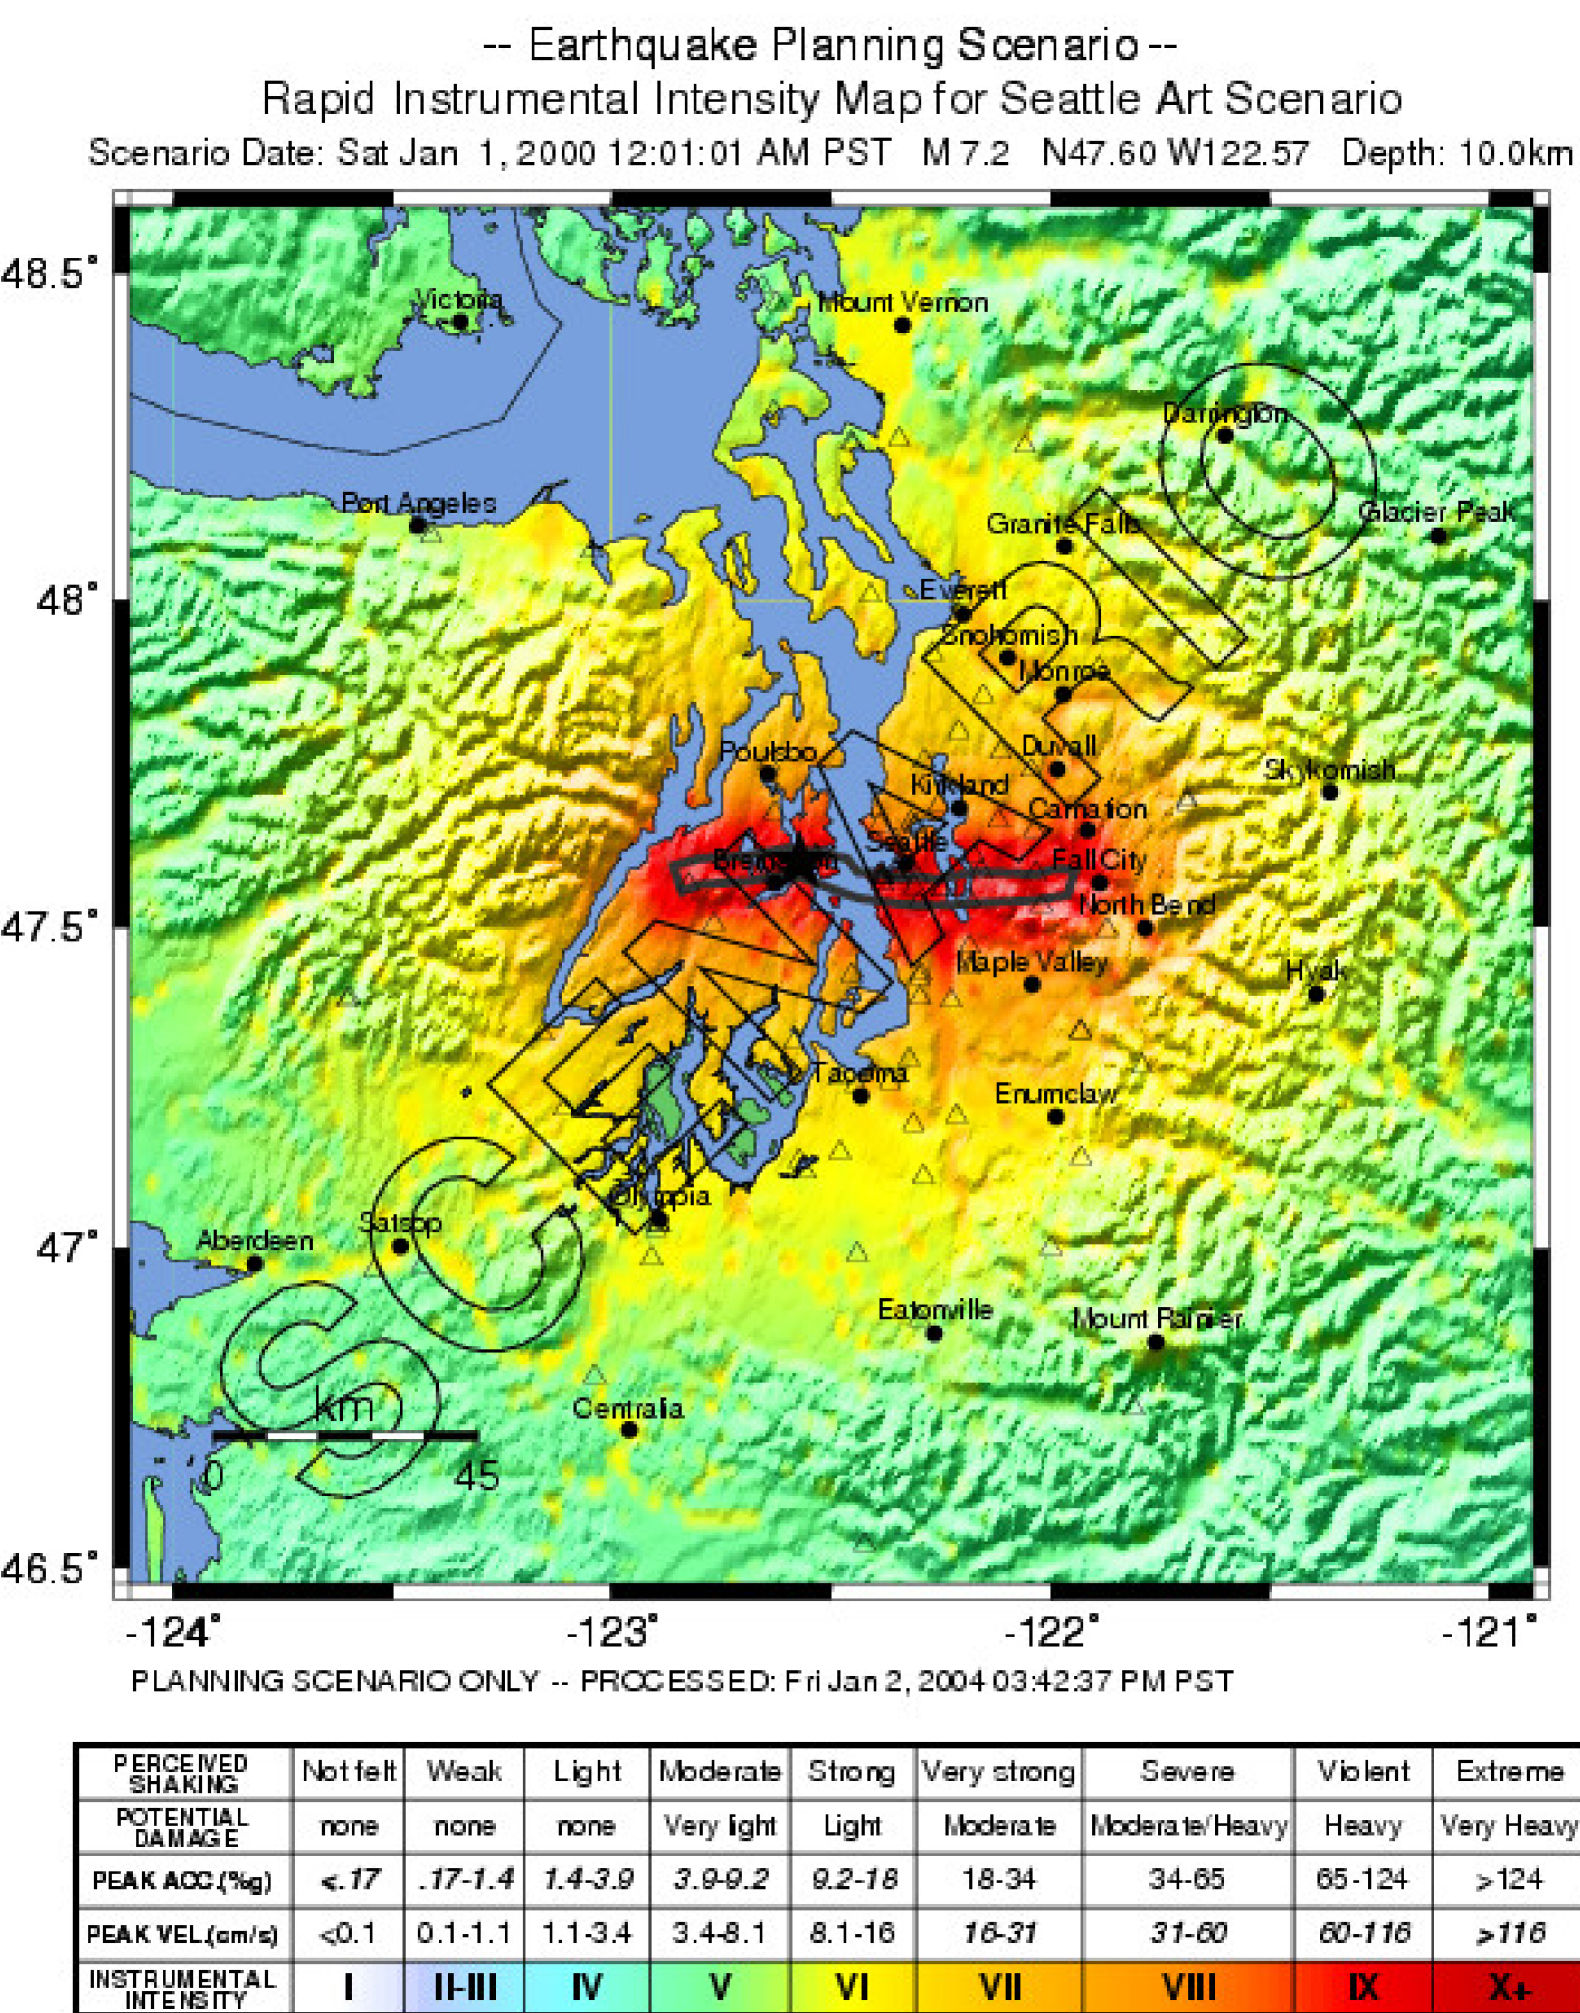 -- Earthquake Planning Scenario --
Rapid Instrumental Intensity Map for Seattle Art Scenario
Scenario Date: Sat Jan 1, 2000 12:01:01 AM PST M 7.2 N47.60 W122.57 Depth: 10.0km
48.5°
Victoria
Mount Vernon
Darrington
Port Angeles
Glacier Peak
Granite Falls
48°
Everett
Snohomish
Monroe
Poulsbo
Duvall
Skykomish
Kirkland
Carnation
Seattle
Bremerton
Fall City
North Bend
47.5°
Maple Valley
Hyak
Tacoma
Enumclaw
Olympia
Satsop
Aberdeen
47°
Eatonville
Mount Rainier
Centralia
km
0 45
46.5°
SCENARIO
-124° -123° -122° -121°
PLANNING SCENARIO ONLY -- PROCESSED: Fri Jan 2, 2004 03:42:37 PM PST
PERCEIVED SHAKING Not felt Weak Light Moderate Strong Very strong Severe Violent Extreme
POTENTIAL DAMAGE none none none Very light Light Moderate Moderate/Heavy Heavy Very Heavy
PEAK ACC.(%g) <.17 .17-1.4 1.4-3.9 3.9-9.2 9.2-18 18-34 34-65 65-124 >124
PEAK VEL.(cm/s) <0.1 0.1-1.1 1.1-3.4 3.4-8.1 8.1-16 16-31 31-60 60-116 >116
INSTRUMENTAL INTENSITY I II-III IV V VI VII VIII IX X+